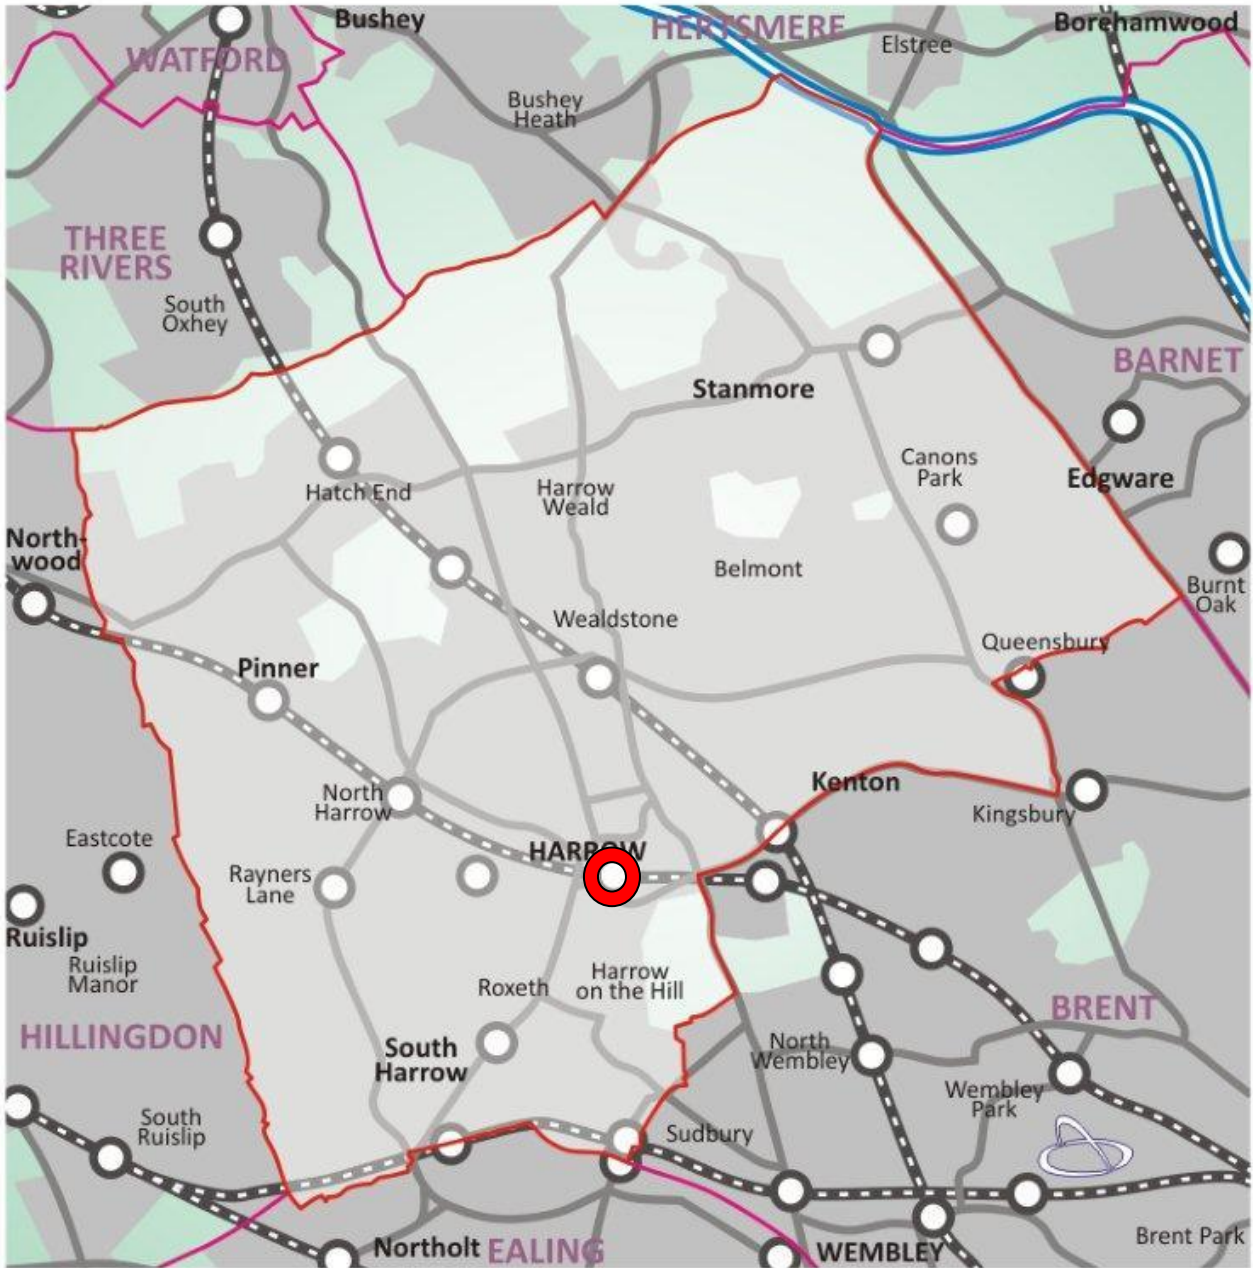 Bushey
HERTSMERE
Borehamwood
Elstree
WATFORD
Bushey
Heath
THREE
RIVERS
South
Oxhey
BARNET
Stanmore
Canons
Park
Edgware
Hatch End
Harrow
Weald
North-
wood
Belmont
Burnt
Oak
Wealdstone
Queensbury
Pinner
Kenton
North
Harrow
Kingsbury
Eastcote
HARROW
Rayners
Lane
Ruislip
Ruislip
Manor
Harrow
on the Hill
Roxeth
BRENT
HILLINGDON
South
Harrow
North
Wembley
Wembley
Park
South
Ruislip
Sudbury
Brent Park
Northolt
EALING
WEMBLEY